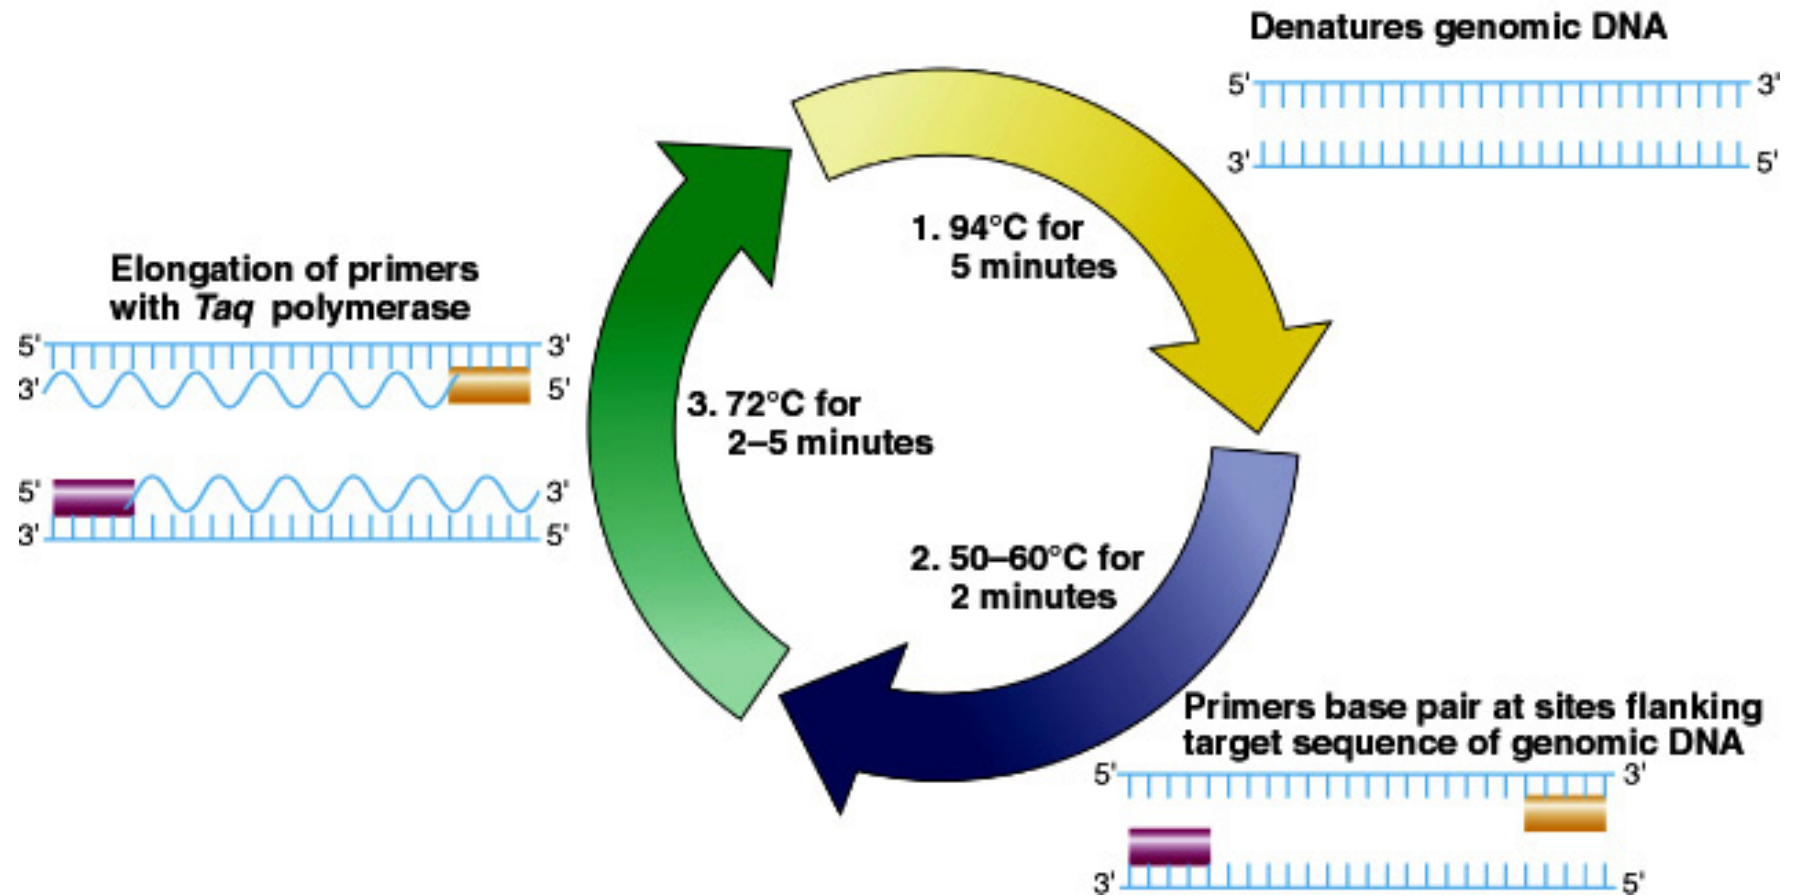 Denatures genomic DNA
5' 3'
3' 5'
1. 94°C for
5 minutes
Elongation of primers
with Taq polymerase
5' 3'
3' 5'
5' 3'
3' 5'
3. 72°C for
2–5 minutes
2. 50–60°C for
2 minutes
Primers base pair at sites flanking
target sequence of genomic DNA
5' 3'
3' 5'